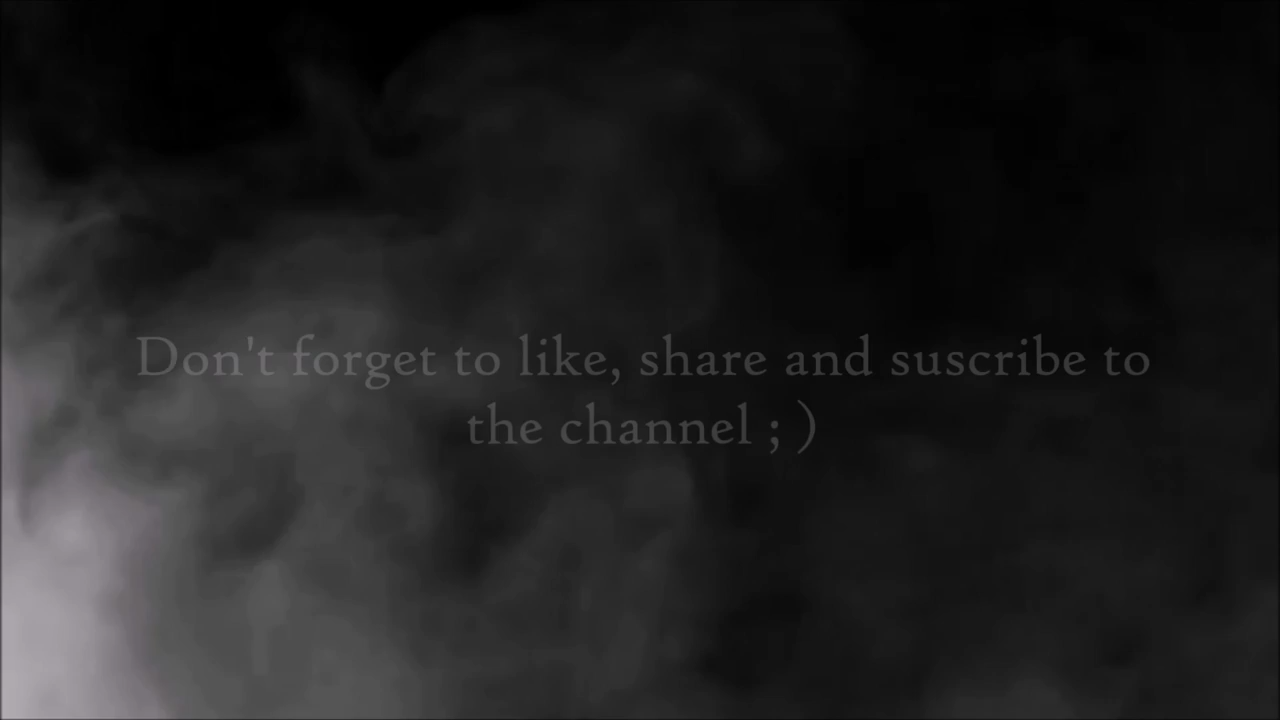 Don't forget to like, share and suscribe to
the channel ; )